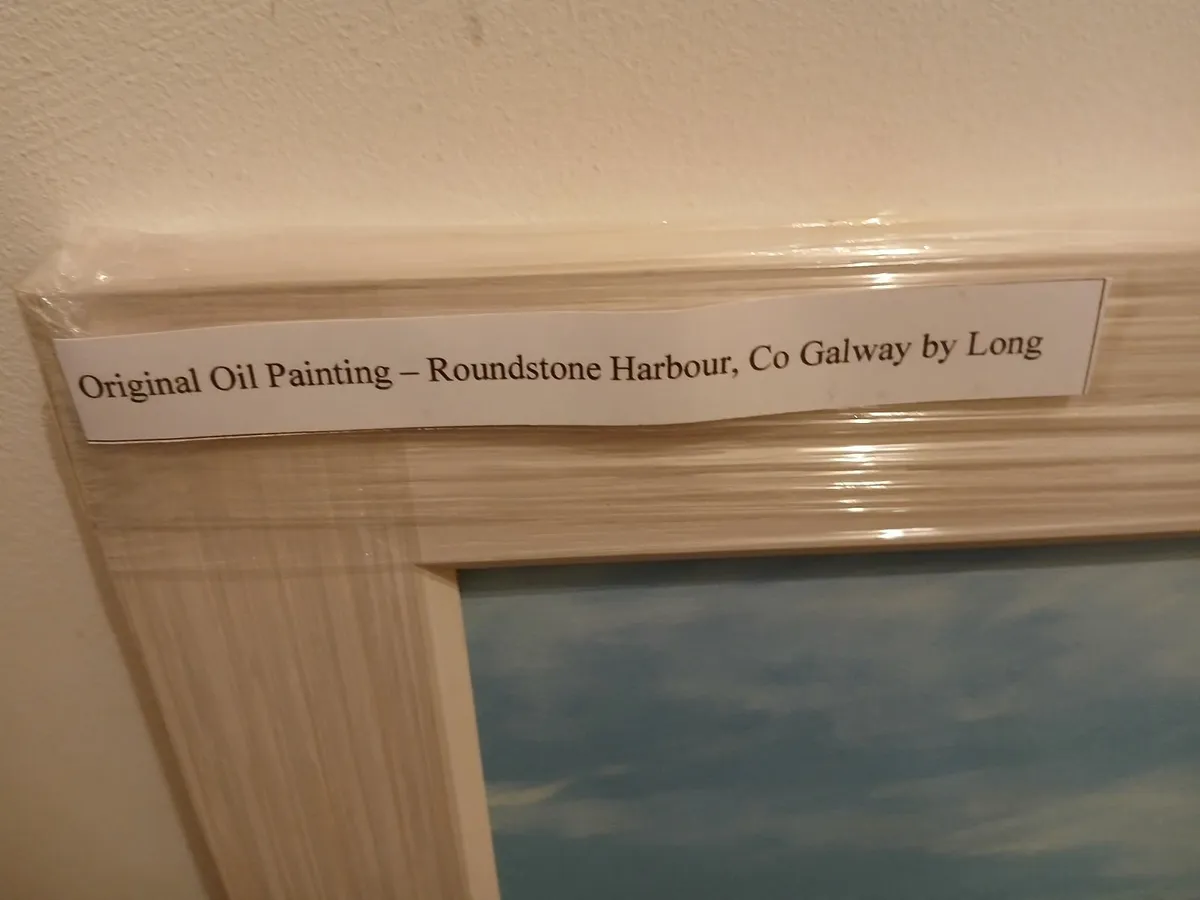 Original Oil Painting – Roundstone Harbour, Co Galway by Long